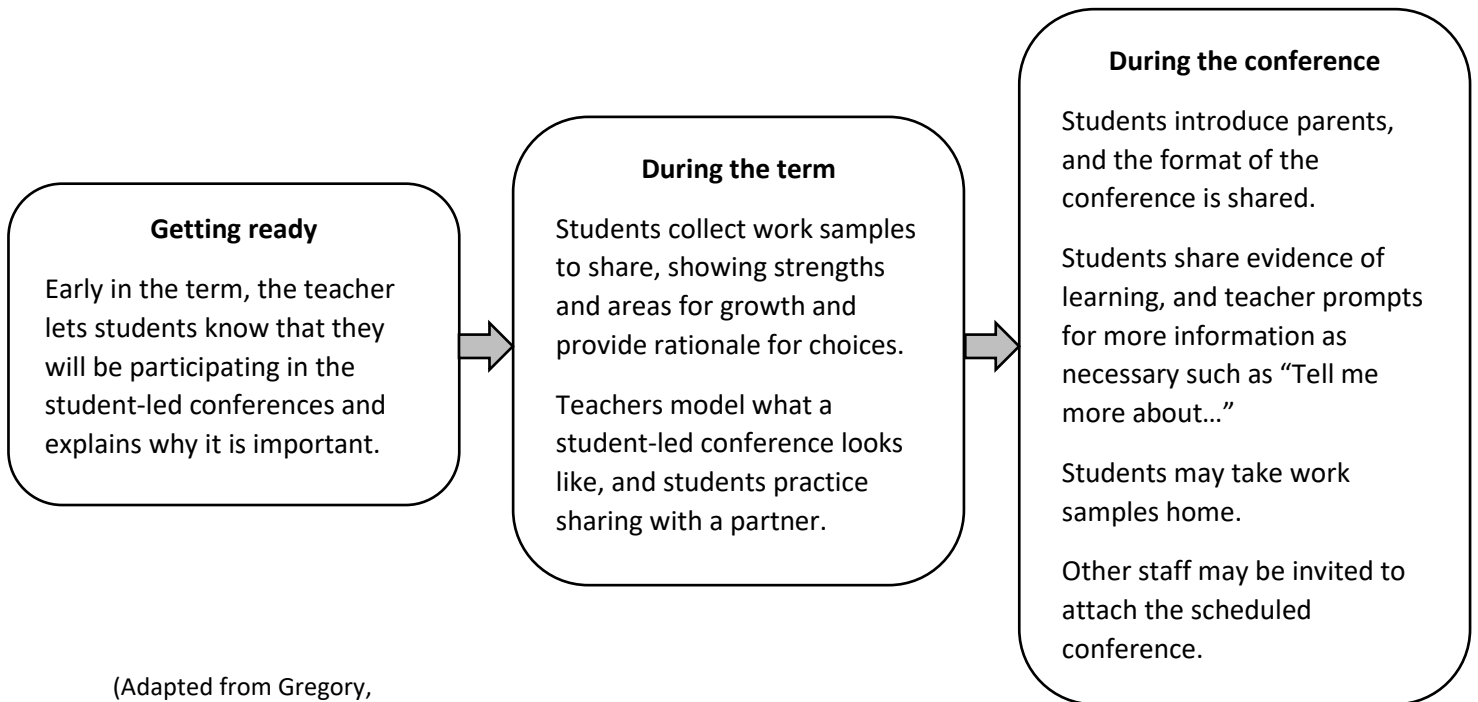 Getting ready
Early in the term, the teacher
lets students know that they
will be participating in the
student-led conferences and
explains why it is important.
During the term
Students collect work samples
to share, showing strengths
and areas for growth and
provide rationale for choices.
Teachers model what a
student-led conference looks
like, and students practice
sharing with a partner.
During the conference
Students introduce parents,
and the format of the
conference is shared.
Students share evidence of
learning, and teacher prompts
for more information as
necessary such as “Tell me
more about…”
Students may take work
samples home.
Other staff may be invited to
attach the scheduled
conference.
(Adapted from Gregory,